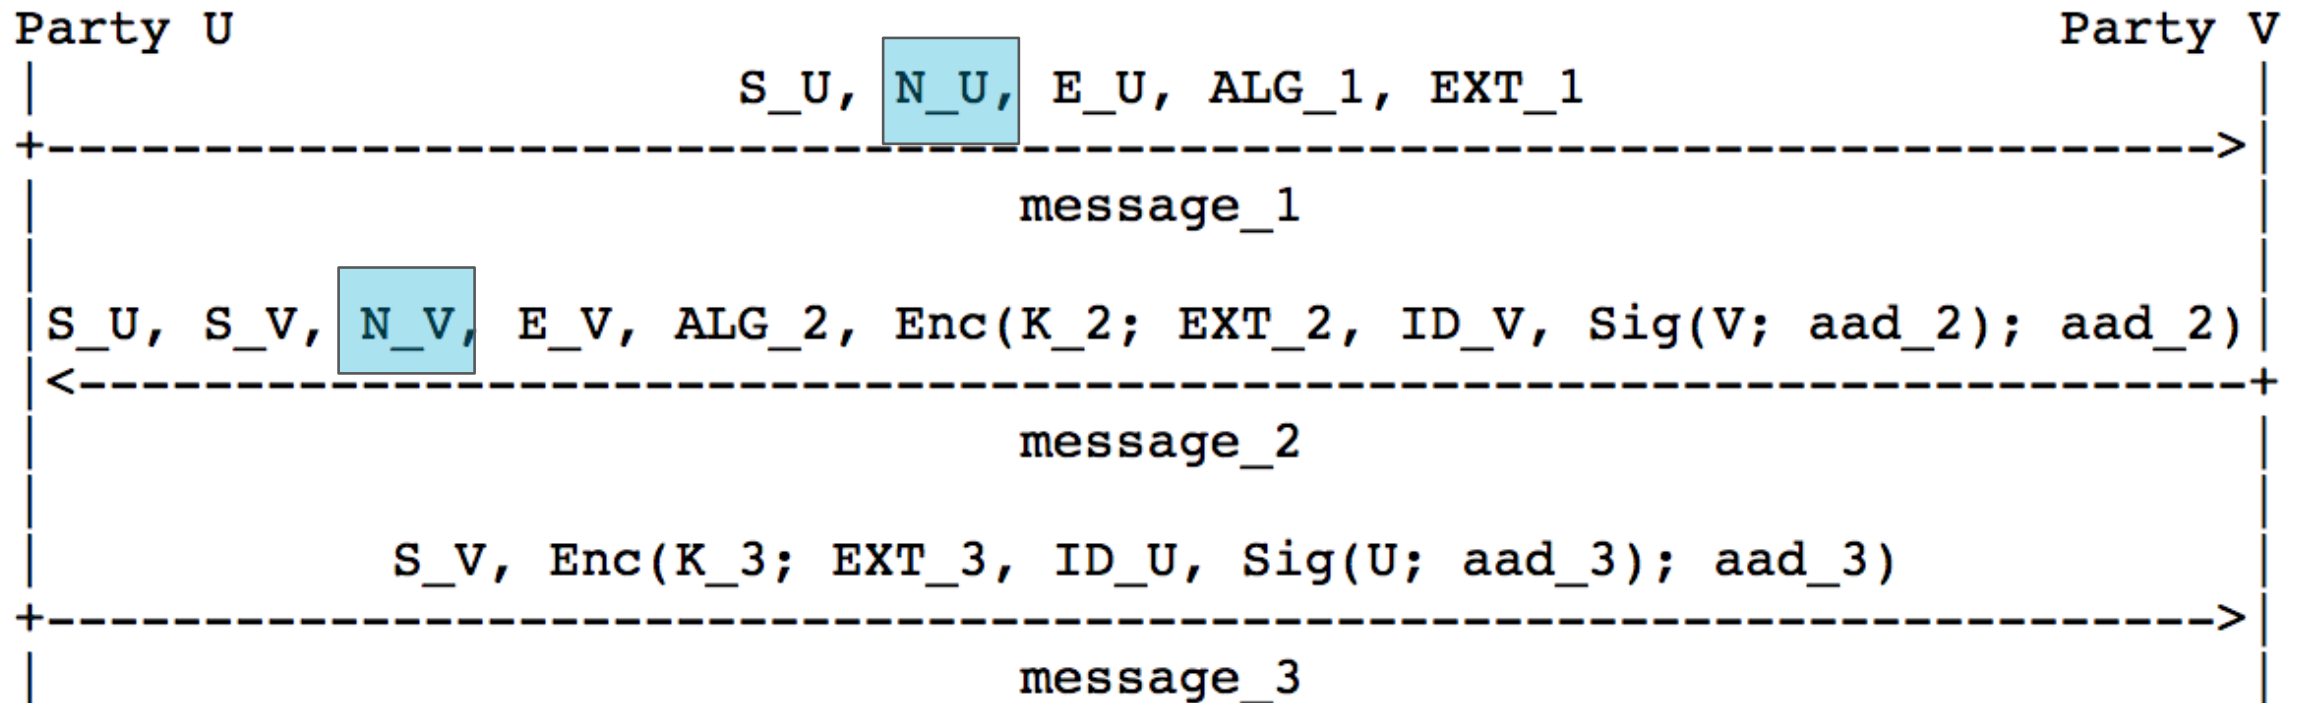 Party U Party V
S_U, N_U, E_U, ALG_1, EXT_1
+---------------------------------------------------------------------->|
message_1
S_U, S_V, N_V, E_V, ALG_2, Enc(K_2; EXT_2, ID_V, Sig(V; aad_2); aad_2)
<---------------------------------------------------------------------+
message_2
S_V, Enc(K_3; EXT_3, ID_U, Sig(U; aad_3); aad_3)
+---------------------------------------------------------------------->|
message_3